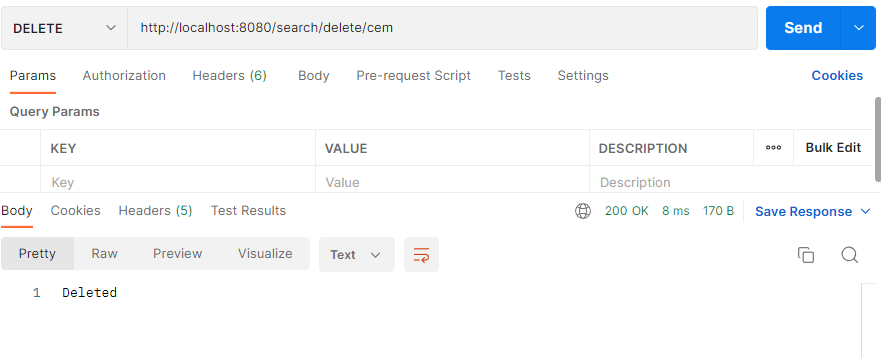 DELETE http://localhost:8080/search/delete/cem Send
Params Authorization Headers (6) Body Pre-request Script Tests Settings Cookies
Query Params
KEY VALUE DESCRIPTION Bulk Edit
Key Value Description
Body Cookies Headers (5) Test Results 200 OK 8 ms 170 B Save Response
Pretty Raw Preview Visualize Text
1 Deleted